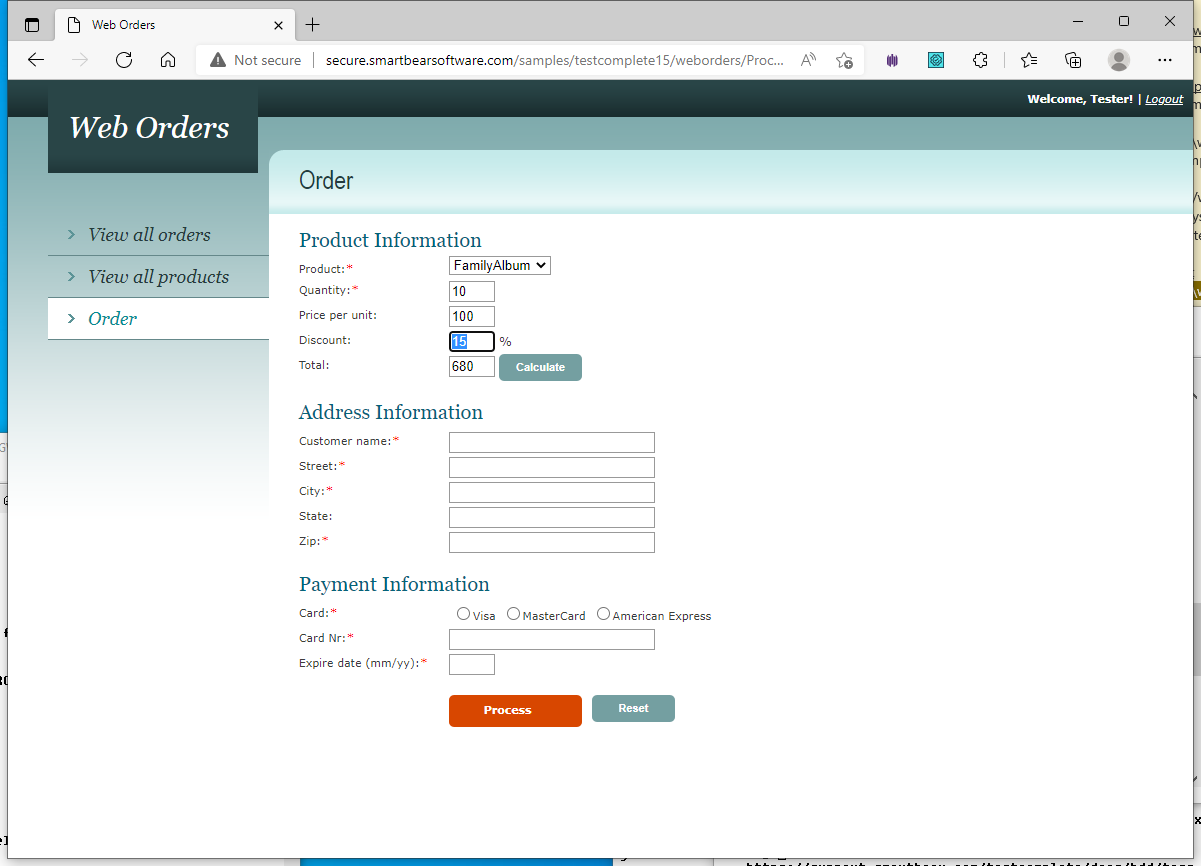 Web Orders
Not secure
secure.smartbearsoftware.com/samples/testcomplete15/weborders/Proc...
Welcome, Tester! | Logout
Web Orders
Order
> View all orders
> View all products
> Order
Product Information
Product:* FamilyAlbum
Quantity:* 10
Price per unit: 100
Discount: 15 %
Total: 680 Calculate
Address Information
Customer name:*
Street:*
City:*
State:
Zip:*
Payment Information
Card:* Visa MasterCard American Express
Card Nr:*
Expire date (mm/yy):*
Process Reset